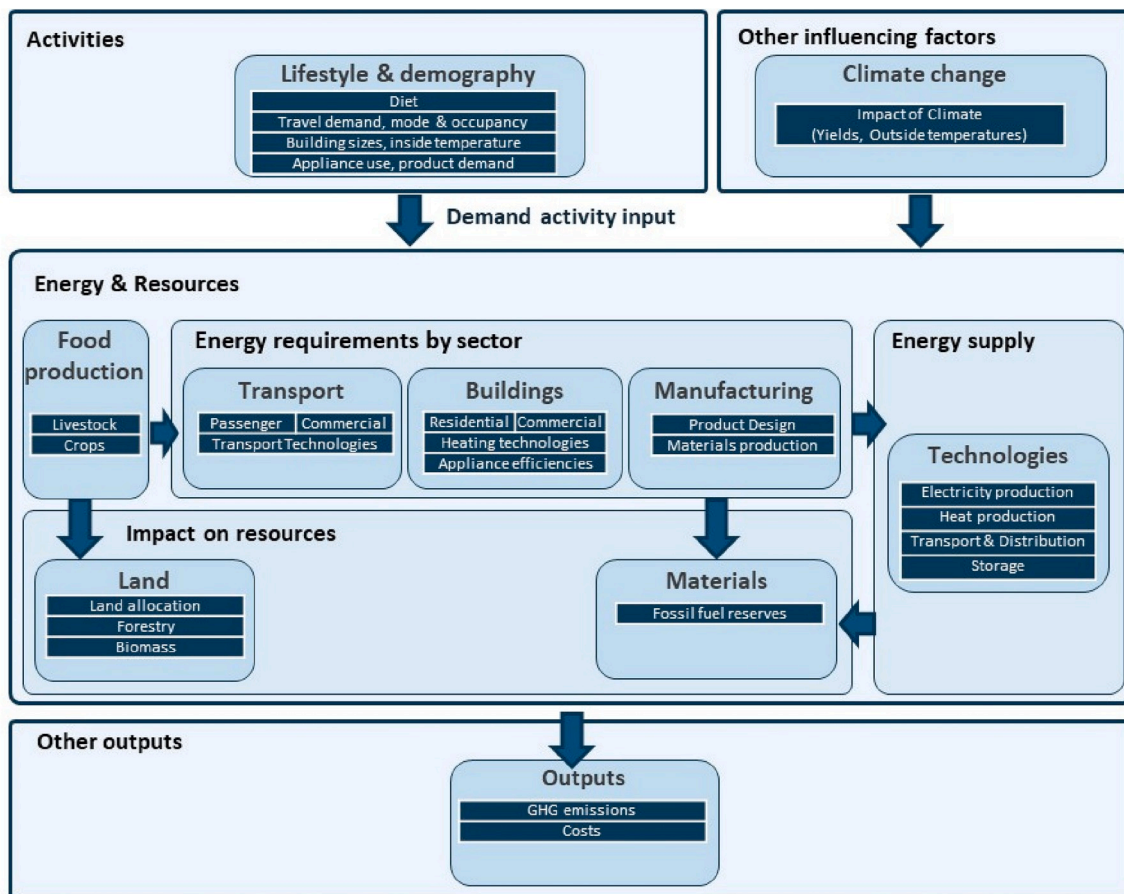 Activities
Lifestyle & demography
Diet
Travel demand, mode & occupancy
Building sizes, inside temperature
Appliance use, product demand
Other influencing factors
Climate change
Impact of Climate
(Yields, Outside temperatures)
Demand activity input
Energy & Resources
Food
production
Livestock
Crops
Energy requirements by sector
Transport
Passenger
Commercial
Transport Technologies
Buildings
Residential
Commercial
Heating technologies
Appliance efficiencies
Manufacturing
Product Design
Materials production
Energy supply
Technologies
Electricity production
Heat production
Transport & Distribution
Storage
Impact on resources
Land
Land allocation
Forestry
Biomass
Materials
Fossil fuel reserves
Other outputs
Outputs
GHG emissions
Costs